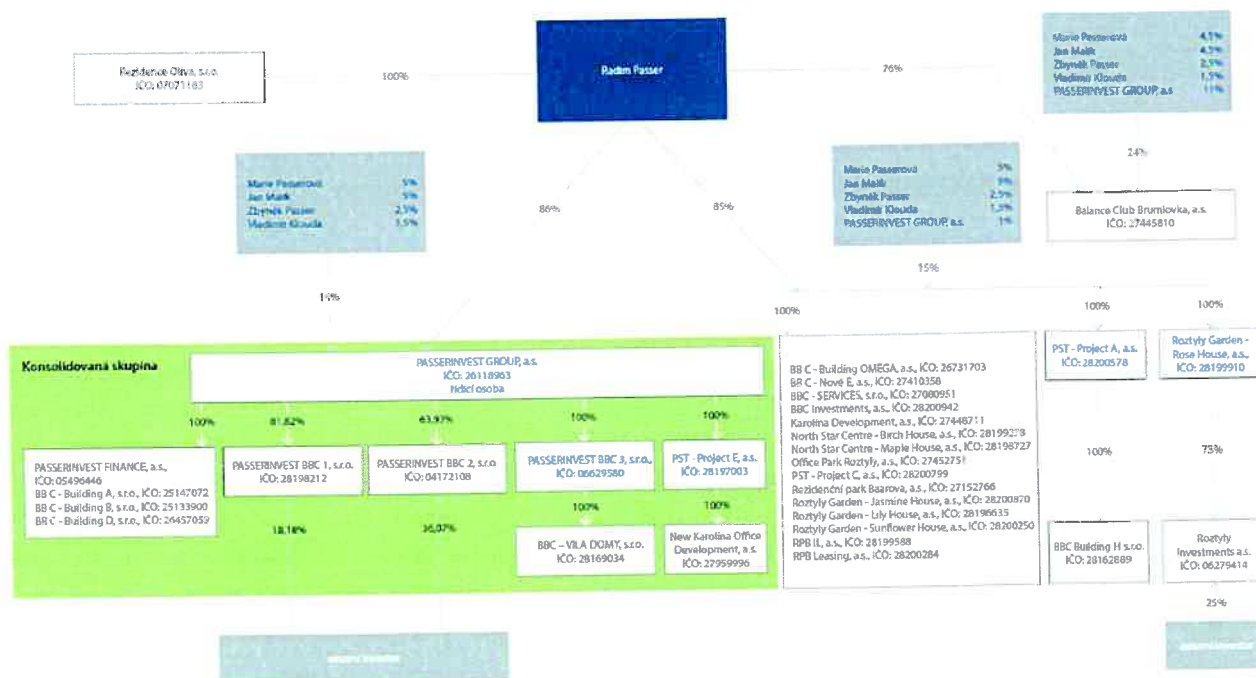 Rezidence Oliva, s.r.o.
IČO: 07071183
100%
Radim Passer
76%
Marie Passerová 4,5%
Jan Malík 4,5%
Zbyněk Passer 2,5%
Vladimír Klouda 1,5%
PASSERINVEST GROUP, a.s 11%
24%
Balance Club Brumlovka, a.s.
IČO: 27445810
Marie Passerová 5%
Jan Malík 5%
Zbyněk Passer 2,5%
Vladimír Klouda 1,5%
86%
85%
Marie Passerová 5%
Jan Malík 5%
Zbyněk Passer 2,5%
Vladimír Klouda 1,5%
PASSERINVEST GROUP, a.s. 1%
14%
15%
100%
100%
100%
Konsolidovaná skupina
PASSERINVEST GROUP, a.s.
IČO: 26118963
řídící osoba
100%
81,82%
63,93%
100%
100%
PASSERINVEST FINANCE, a.s.,
IČO: 05496446
BB C - Building A, s.r.o., IČO: 25147072
BB C - Building B, s.r.o., IČO: 25133900
BB C - Building D, s.r.o., IČO: 26457059
PASSERINVEST BBC 1, s.r.o.
IČO: 28198212
PASSERINVEST BBC 2, s.r.o
IČO: 04172108
PASSERINVEST BBC 3, s.r.o.,
IČO: 06629580
PST - Project E, a.s.
IČO: 28197003
18,18%
36,07%
100%
100%
BBC – VILA DOMY, s.r.o.
IČO: 28169034
New Karolina Office
Development, a.s.
IČO: 27959996
BB C - Building OMEGA, a.s., IČO: 26731703
BB C - Nové E, a.s., IČO: 27410358
BBC - SERVICES, s.r.o., IČO: 27080951
BBC Investments, a.s., IČO: 28200942
Karolina Development, a.s., IČO: 27448711
North Star Centre - Birch House, a.s., IČO: 28199278
North Star Centre - Maple House, a.s., IČO: 28198727
Office Park Roztyly, a.s., IČO: 27452751
PST - Project C, a.s., IČO: 28200799
Rezidenční park Baarova, a.s., IČO: 27152766
Roztyly Garden - Jasmine House, a.s., IČO: 28200870
Roztyly Garden - Lily House, a.s., IČO: 28196635
Roztyly Garden - Sunflower House, a.s., IČO: 28200250
RPB II., a.s., IČO: 28199588
RPB Leasing, a.s., IČO: 28200284
PST - Project A, a.s.
IČO: 28200578
Roztyly Garden -
Rose House, a.s.,
IČO: 28199910
100%
75%
BBC Building H s.r.o.
IČO: 28162889
Roztyly
Investments a.s.
IČO: 06279414
25%